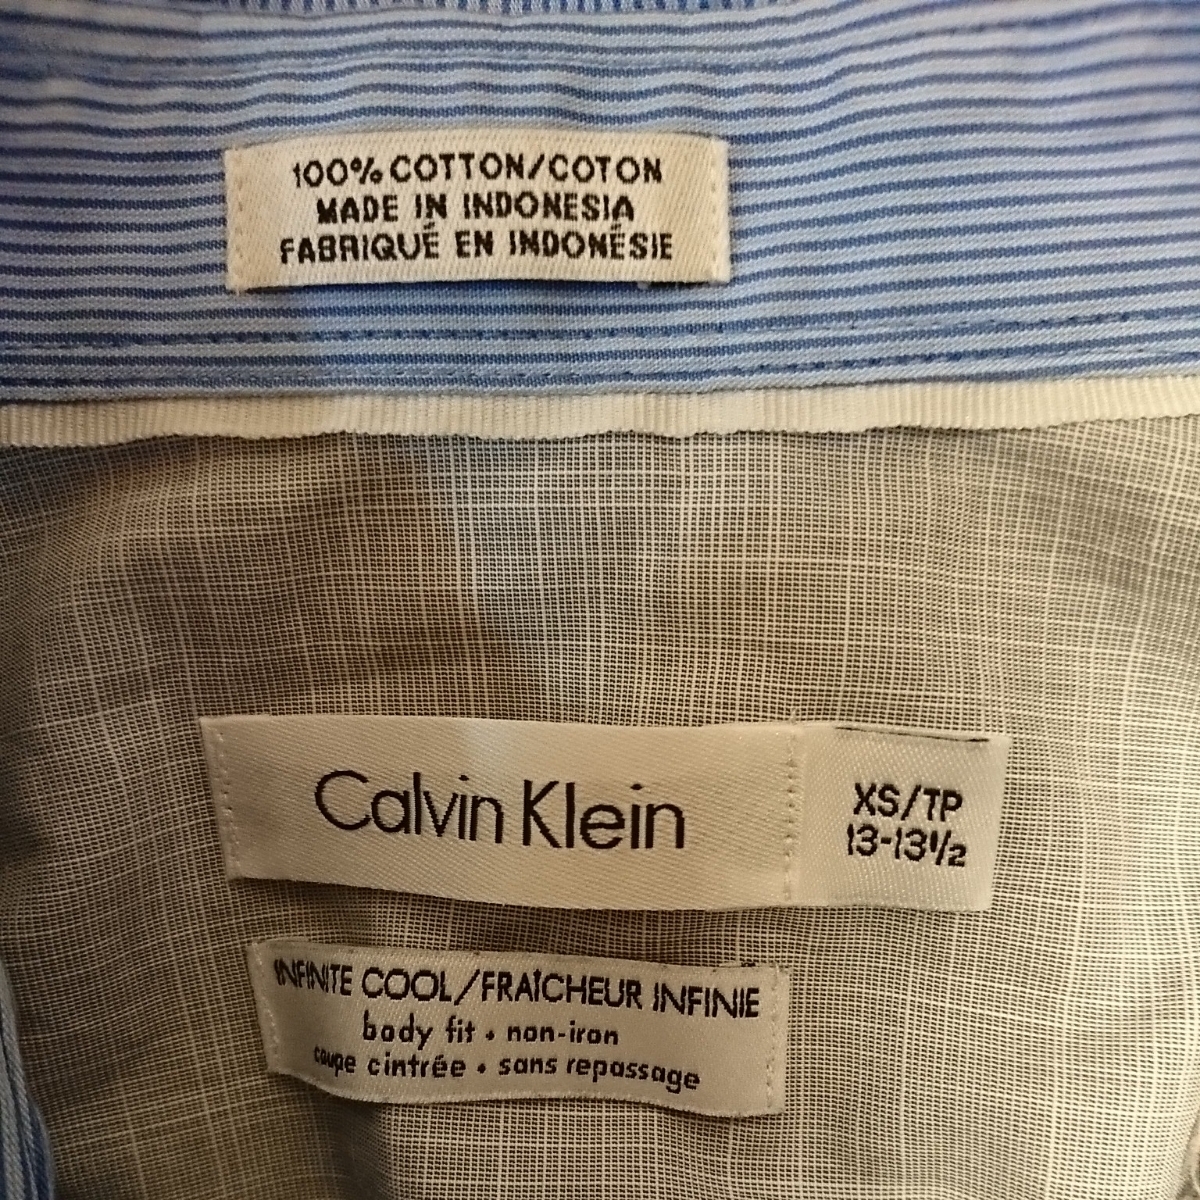 100% COTTON/COTON
MADE IN INDONESIA
FABRIQUÉ EN INDONÉSIE
Calvin Klein
XS/TP
13-13½
INFINITE COOL/FRAÎCHEUR INFINIE
body fit • non-iron
coupe cintrée • sans repassage